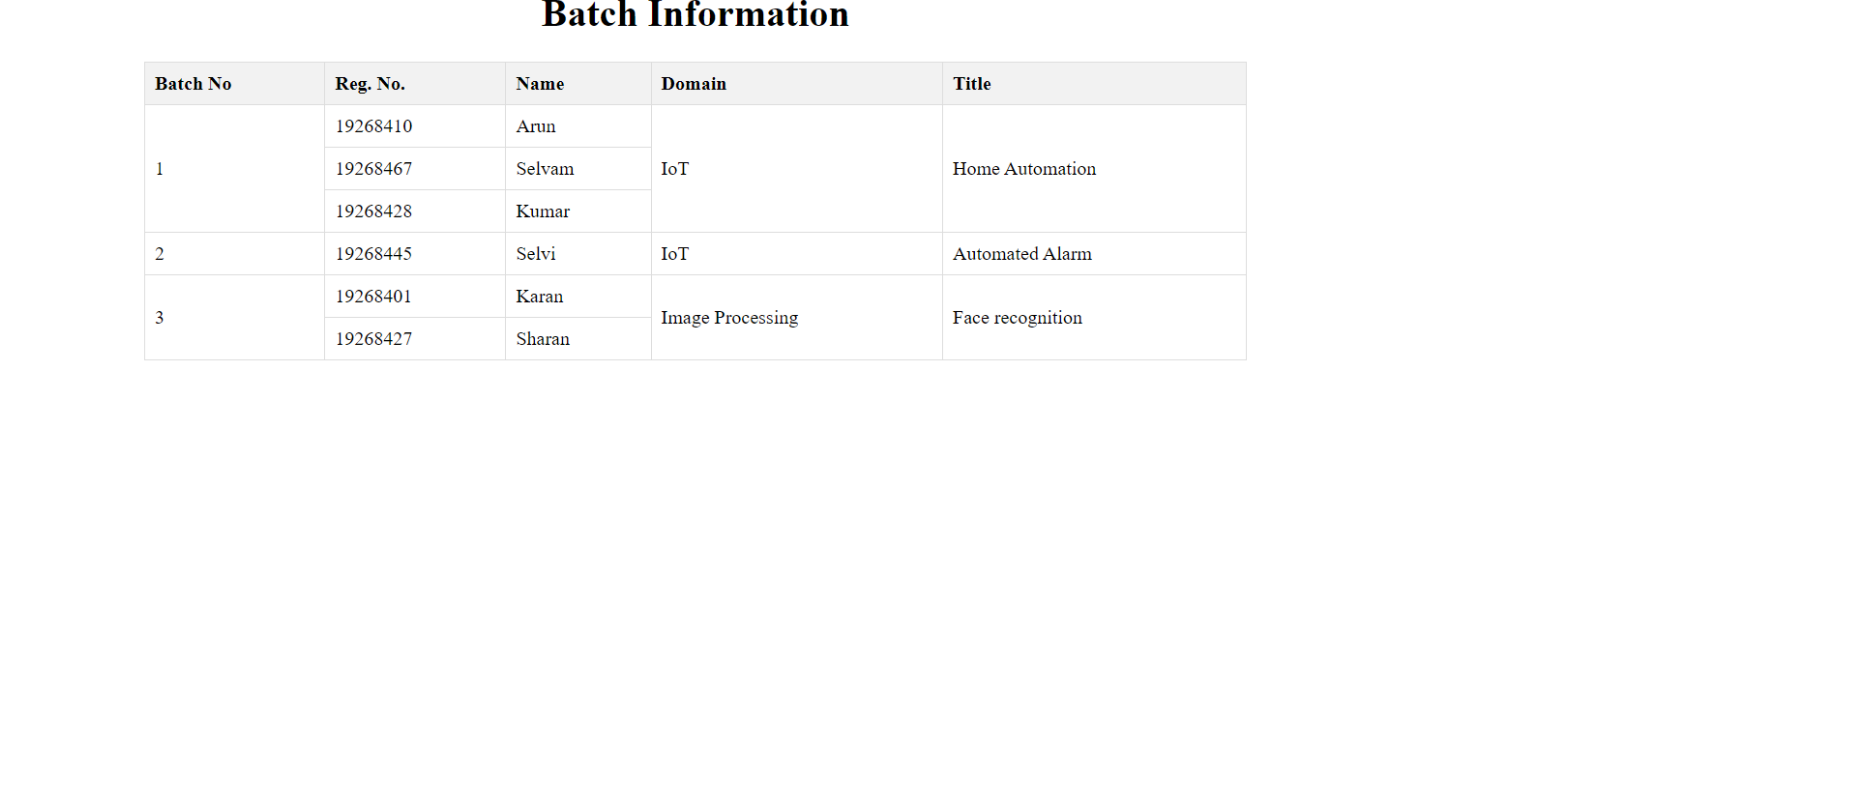 Batch Information
Batch No Reg. No. Name Domain Title
19268410 Arun
1 19268467 Selvam IoT Home Automation
19268428 Kumar
2 19268445 Selvi IoT Automated Alarm
19268401 Karan
3 Image Processing Face recognition
19268427 Sharan